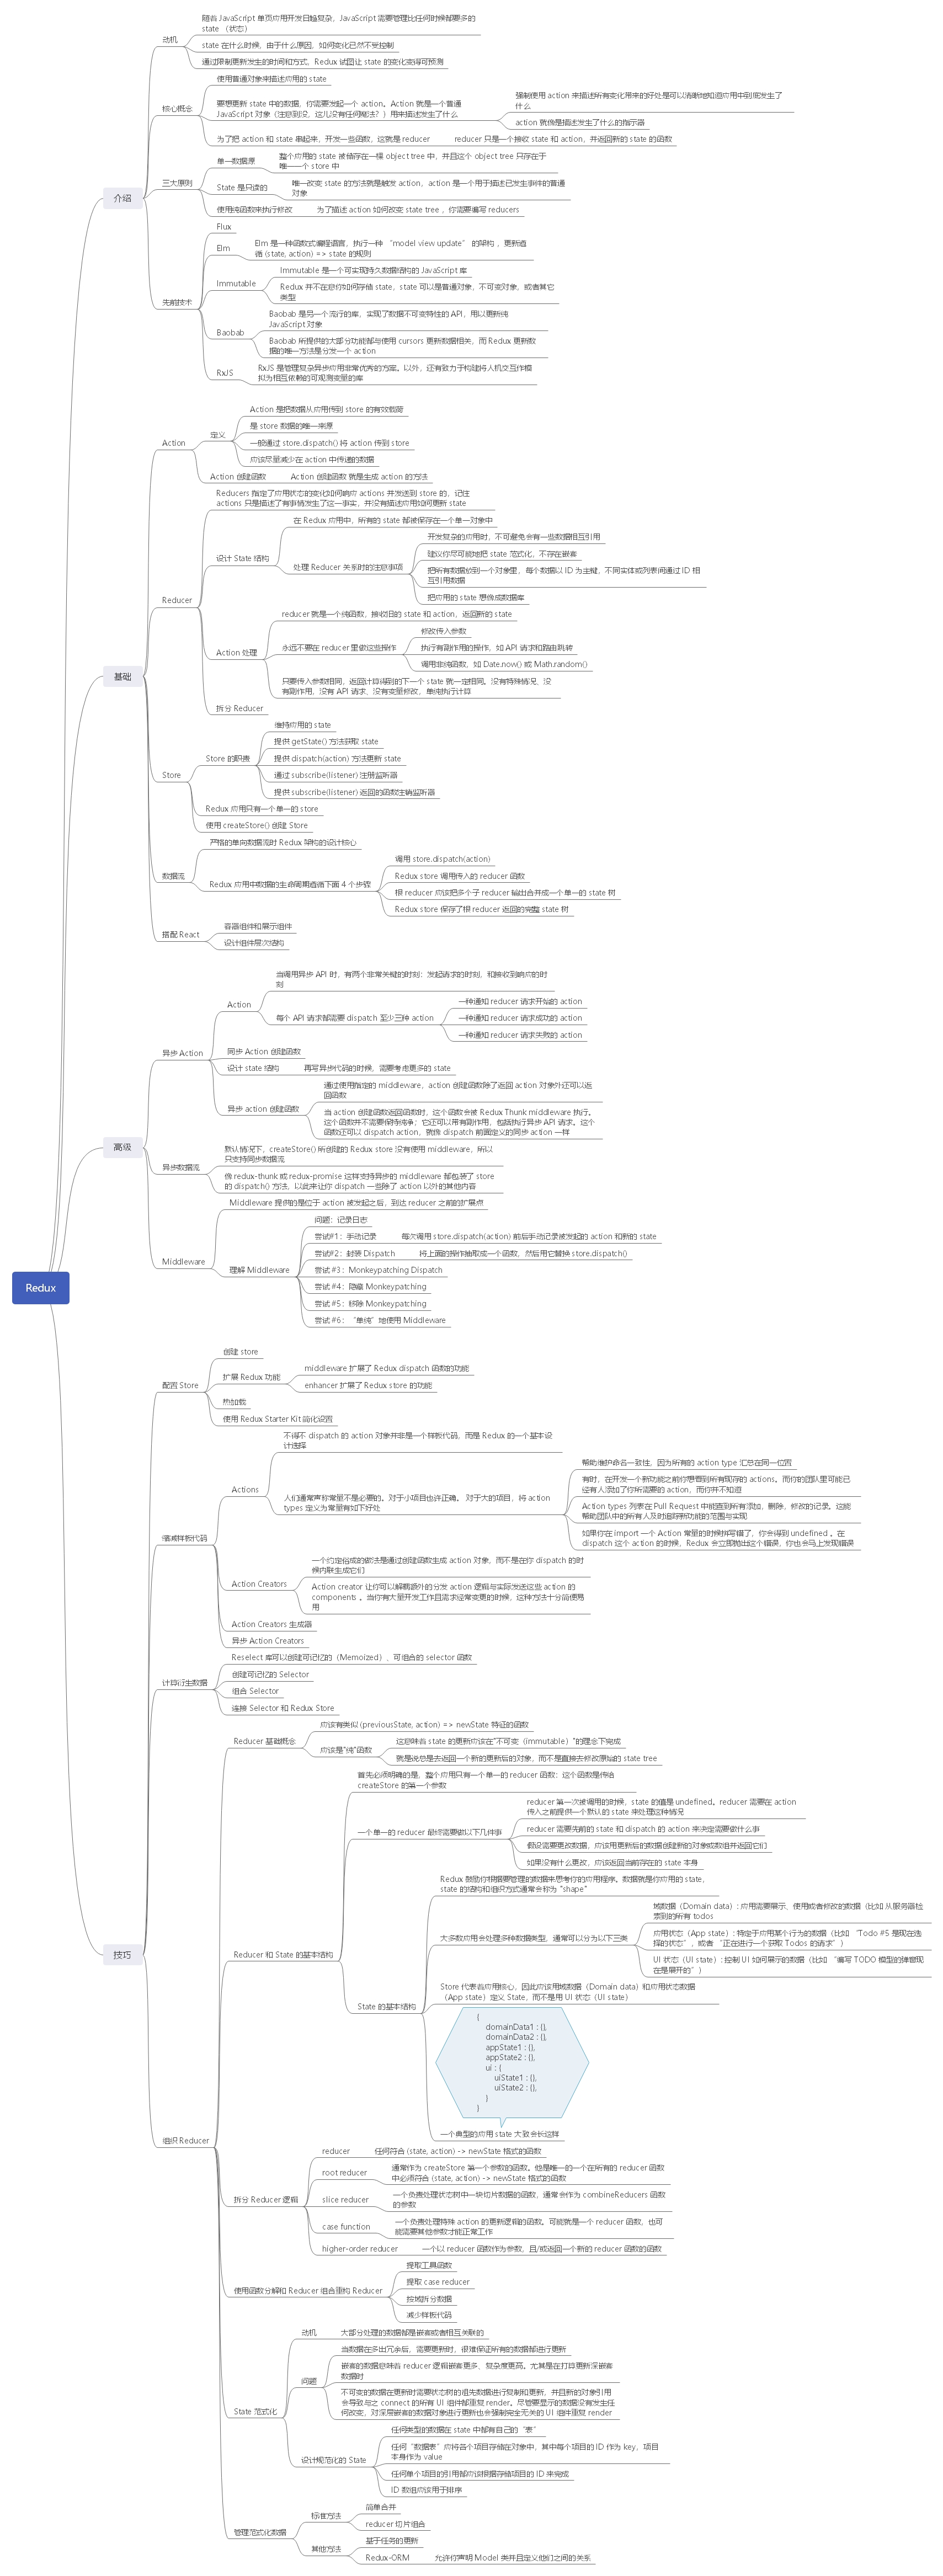 Redux
介绍
动机
随着 JavaScript 单页应用开发日趋复杂，JavaScript 需要管理比任何时候都要多的
state （状态）
state 在什么时候，由于什么原因，如何变化已然不受控制
通过限制更新发生的时间和方式，Redux 试图让 state 的变化变得可预测
核心概念
使用普通对象来描述应用的 state
要想更新 state 中的数据，你需要发起一个 action。Action 就是一个普通
JavaScript 对象（注意到没，这儿没有任何魔法？）用来描述发生了什么
强制使用 action 来描述所有变化带来的好处是可以清晰地知道应用中到底发生了
什么
action 就像是描述发生了什么的指示器
为了把 action 和 state 串起来，开发一些函数，这就是 reducer
reducer 只是一个接收 state 和 action，并返回新的 state 的函数
三大原则
单一数据源
整个应用的 state 被储存在一棵 object tree 中，并且这个 object tree 只存在于
唯一一个 store 中
State 是只读的
唯一改变 state 的方法就是触发 action，action 是一个用于描述已发生事件的普通
对象
使用纯函数来执行修改
为了描述 action 如何改变 state tree ，你需要编写 reducers
先前技术
Flux
Elm
Elm 是一种函数式编程语言，执行一种 “model view update” 的架构 ，更新遵
循 (state, action) => state 的规则
Immutable
Immutable 是一个可实现持久数据结构的 JavaScript 库
Redux 并不在意你如何存储 state，state 可以是普通对象，不可变对象，或者其它
类型
Baobab
Baobab 是另一个流行的库，实现了数据不可变特性的 API，用以更新纯
JavaScript 对象
Baobab 所提供的大部分功能都与使用 cursors 更新数据相关，而 Redux 更新数
据的唯一方法是分发一个 action
RxJS
RxJS 是管理复杂异步应用非常优秀的方案。以外，还有致力于构建将人机交互作模
拟为相互依赖的可观测变量的库
基础
Action
定义
Action 是把数据从应用传到 store 的有效载荷
是 store 数据的唯一来源
一般通过 store.dispatch() 将 action 传到 store
应该尽量减少在 action 中传递的数据
Action 创建函数
Action 创建函数 就是生成 action 的方法
Reducer
Reducers 指定了应用状态的变化如何响应 actions 并发送到 store 的，记住
actions 只是描述了有事情发生了这一事实，并没有描述应用如何更新 state
设计 State 结构
在 Redux 应用中，所有的 state 都被保存在一个单一对象中
处理 Reducer 关系时的注意事项
开发复杂的应用时，不可避免会有一些数据相互引用
建议你尽可能地把 state 范式化，不存在嵌套
把所有数据放到一个对象里，每个数据以 ID 为主键，不同实体或列表间通过 ID 相
互引用数据
把应用的 state 想像成数据库
Action 处理
reducer 就是一个纯函数，接收旧的 state 和 action，返回新的 state
永远不要在 reducer 里做这些操作
修改传入参数
执行有副作用的操作，如 API 请求和路由跳转
调用非纯函数，如 Date.now() 或 Math.random()
只要传入参数相同，返回计算得到的下一个 state 就一定相同。没有特殊情况、没
有副作用，没有 API 请求、没有变量修改，单纯执行计算
拆分 Reducer
Store
Store 的职责
维持应用的 state
提供 getState() 方法获取 state
提供 dispatch(action) 方法更新 state
通过 subscribe(listener) 注册监听器
提供 subscribe(listener) 返回的函数注销监听器
Redux 应用只有一个单一的 store
使用 createStore() 创建 Store
数据流
严格的单向数据流时 Redux 架构的设计核心
Redux 应用中数据的生命周期遵循下面 4 个步骤
调用 store.dispatch(action)
Redux store 调用传入的 reducer 函数
根 reducer 应该把多个子 reducer 输出合并成一个单一的 state 树
Redux store 保存了根 reducer 返回的完整 state 树
搭配 React
容器组件和展示组件
设计组件层次结构
高级
异步 Action
Action
当调用异步 API 时，有两个非常关键的时刻：发起请求的时刻，和接收到响应的时
刻
每个 API 请求都需要 dispatch 至少三种 action
一种通知 reducer 请求开始的 action
一种通知 reducer 请求成功的 action
一种通知 reducer 请求失败的 action
同步 Action 创建函数
设计 state 结构
再写异步代码的时候，需要考虑更多的 state
异步 action 创建函数
通过使用指定的 middleware，action 创建函数除了返回 action 对象外还可以返
回函数
当 action 创建函数返回函数时，这个函数会被 Redux Thunk middleware 执行。
这个函数并不需要保持纯净；它还可以带有副作用，包括执行异步 API 请求。这个
函数还可以 dispatch action，就像 dispatch 前面定义的同步 action 一样
异步数据流
默认情况下，createStore() 所创建的 Redux store 没有使用 middleware，所以
只支持同步数据流
像 redux-thunk 或 redux-promise 这样支持异步的 middleware 都包装了 store
的 dispatch() 方法，以此来让你 dispatch 一些除了 action 以外的其他内容
Middleware
Middleware 提供的是位于 action 被发起之后，到达 reducer 之前的扩展点
理解 Middleware
问题：记录日志
尝试#1：手动记录
每次调用 store.dispatch(action) 前后手动记录被发起的 action 和新的 state
尝试#2：封装 Dispatch
将上面的操作抽取成一个函数，然后用它替换 store.dispatch()
尝试 #3：Monkeypatching Dispatch
尝试 #4：隐藏 Monkeypatching
尝试 #5：移除 Monkeypatching
尝试 #6：“单纯”地使用 Middleware
技巧
配置 Store
创建 store
扩展 Redux 功能
middleware 扩展了 Redux dispatch 函数的功能
enhancer 扩展了 Redux store 的功能
热加载
使用 Redux Starter Kit 简化设置
缩减样板代码
Actions
不得不 dispatch 的 action 对象并非是一个样板代码，而是 Redux 的一个基本设
计选择
人们通常声称常量不是必要的。对于小项目也许正确。 对于大的项目，将 action
types 定义为常量有如下好处
帮助维护命名一致性，因为所有的 action type 汇总在同一位置
有时，在开发一个新功能之前你想看到所有现存的 actions。而你的团队里可能已
经有人添加了你所需要的 action，而你并不知道
Action types 列表在 Pull Request 中能查到所有添加，删除，修改的记录。这能
帮助团队中的所有人及时追踪新功能的范围与实现
如果你在 import 一个 Action 常量的时候拼写错了，你会得到 undefined 。在
dispatch 这个 action 的时候，Redux 会立即抛出这个错误，你也会马上发现错误
Action Creators
一个约定俗成的做法是通过创建函数生成 action 对象，而不是在你 dispatch 的时
候内联生成它们
Action creator 让你可以解耦额外的分发 action 逻辑与实际发送这些 action 的
components 。当你有大量开发工作且需求经常变更的时候，这种方法十分简便易
用
Action Creators 生成器
异步 Action Creators
计算衍生数据
Reselect 库可以创建可记忆的（Memoized）、可组合的 selector 函数
创建可记忆的 Selector
组合 Selector
连接 Selector 和 Redux Store
组织 Reducer
Reducer 基础概念
应该有类似 (previousState, action) => newState 特征的函数
应该是"纯"函数
这意味着 state 的更新应该在"不可变（immutable）"的理念下完成
就是说总是去返回一个新的更新后的对象，而不是直接去修改原始的 state tree
Reducer 和 State 的基本结构
首先必须明确的是，整个应用只有一个单一的 reducer 函数：这个函数是传给
createStore 的第一个参数
一个单一的 reducer 最终需要做以下几件事
reducer 第一次被调用的时候，state 的值是 undefined。reducer 需要在 action
传入之前提供一个默认的 state 来处理这种情况
reducer 需要先前的 state 和 dispatch 的 action 来决定需要做什么事
假设需要更改数据，应该用更新后的数据创建新的对象或数组并返回它们
如果没有什么更改，应该返回当前存在的 state 本身
State 的基本结构
Redux 鼓励你根据要管理的数据来思考你的应用程序。数据就是你应用的 state，
state 的结构和组织方式通常会称为 "shape"
大多数应用会处理多种数据类型，通常可以分为以下三类
域数据（Domain data）: 应用需要展示、使用或者修改的数据（比如 从服务器检
索到的所有 todos
应用状态（App state）: 特定于应用某个行为的数据（比如 “Todo #5 是现在选
择的状态”，或者 “正在进行一个获取 Todos 的请求”）
UI 状态（UI state）: 控制 UI 如何展示的数据（比如 “编写 TODO 模型的弹窗现
在是展开的”）
Store 代表着应用核心，因此应该用域数据（Domain data）和应用状态数据
（App state）定义 State，而不是用 UI 状态（UI state）
{
domainData1 : {},
domainData2 : {},
appState1 : {},
appState2 : {},
ui : {
uiState1 : {},
uiState2 : {},
}
}
一个典型的应用 state 大致会长这样
拆分 Reducer 逻辑
reducer
任何符合 (state, action) -> newState 格式的函数
root reducer
通常作为 createStore 第一个参数的函数。他是唯一的一个在所有的 reducer 函数
中必须符合 (state, action) -> newState 格式的函数
slice reducer
一个负责处理状态树中一块切片数据的函数，通常会作为 combineReducers 函数
的参数
case function
一个负责处理特殊 action 的更新逻辑的函数。可能就是一个 reducer 函数，也可
能需要其他参数才能正常工作
higher-order reducer
一个以 reducer 函数作为参数，且/或返回一个新的 reducer 函数的函数
使用函数分解和 Reducer 组合重构 Reducer
提取工具函数
提取 case reducer
按域拆分数据
减少样板代码
State 范式化
动机
大部分处理的数据都是嵌套或者相互关联的
问题
当数据在多出冗余后，需要更新时，很难保证所有的数据都进行更新
嵌套的数据意味着 reducer 逻辑嵌套更多、复杂度更高。尤其是在打算更新深嵌套
数据时
不可变的数据在更新时需要状态树的祖先数据进行复制和更新，并且新的对象引用
会导致与之 connect 的所有 UI 组件都重复 render。尽管要显示的数据没有发生任
何改变，对深层嵌套的数据对象进行更新也会强制完全无关的 UI 组件重复 render
设计规范化的 State
任何类型的数据在 state 中都有自己的 “表”
任何 “数据表” 应将各个项目存储在对象中，其中每个项目的 ID 作为 key，项目
本身作为 value
任何单个项目的引用都应该根据存储项目的 ID 来完成
ID 数组应该用于排序
管理范式化数据
标准方法
简单合并
reducer 切片组合
其他方法
基于任务的更新
Redux-ORM
允许你声明 Model 类并且定义他们之间的关系